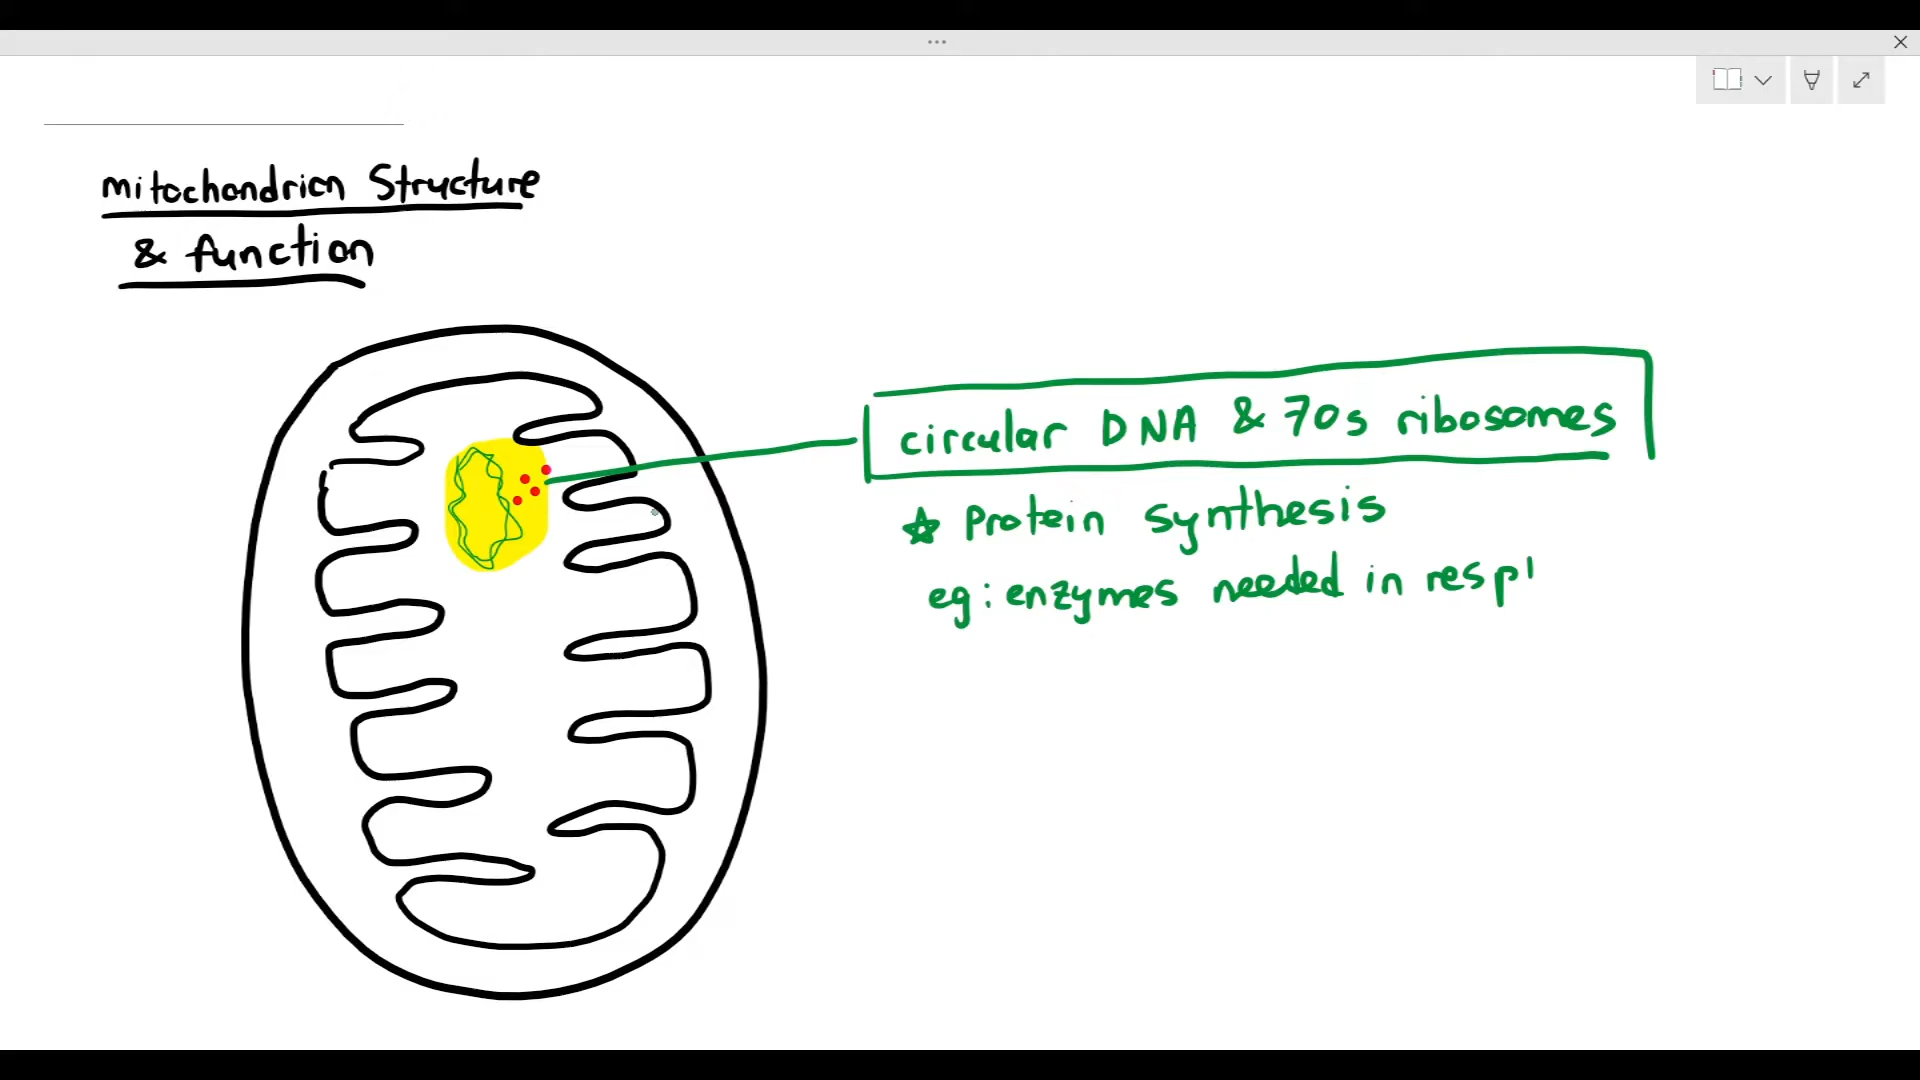 mitochondrion Structure
& function
circular DNA & 70s ribosomes
☆ Protein synthesis
eg: enzymes needed in resp